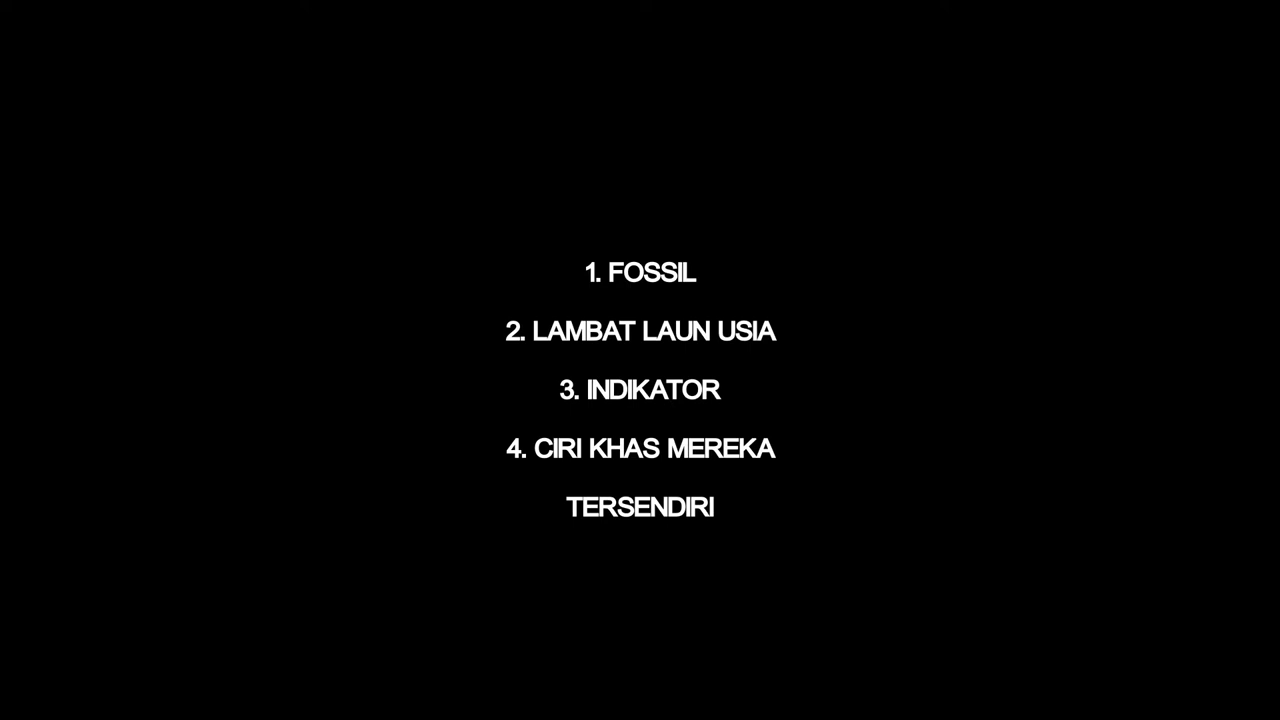 1. FOSSIL
2. LAMBAT LAUN USIA
3. INDIKATOR
4. CIRI KHAS MEREKA
TERSENDIRI